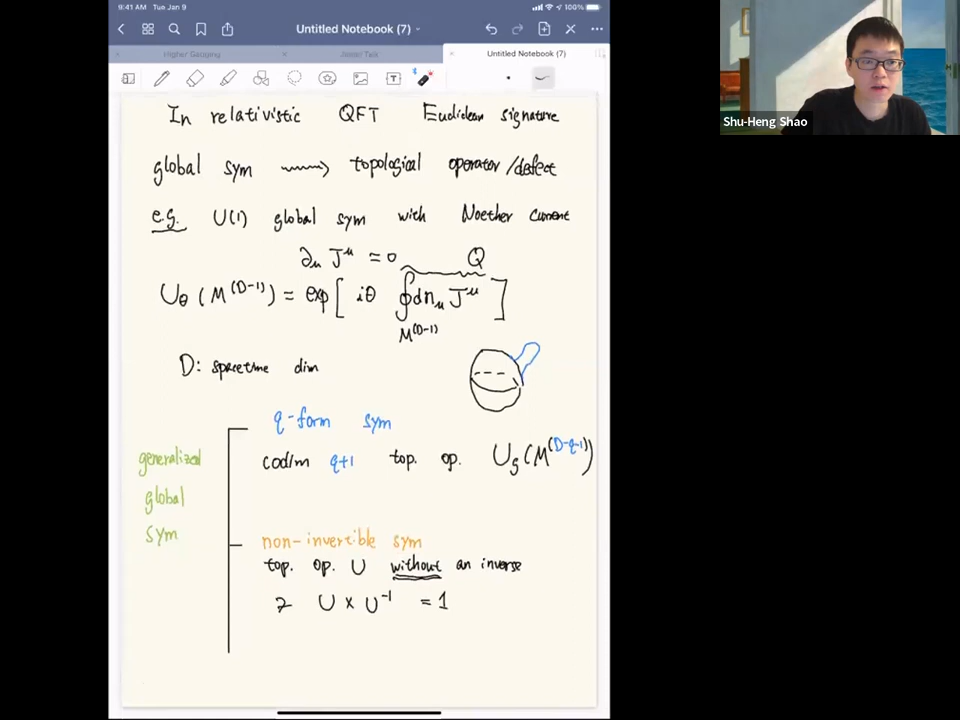 9:41 AM Tue Jan 9
100%
Untitled Notebook (7)
Higher Gauging
Untitled Notebook (7)
In relativistic QFT Euclidean signature
global sym ⟿ topological operator/defect
e.g. U(1) global sym with Noether current
∂μ J^μ = 0 Q
Uθ (M^(D-1)) = exp[ iθ ∮ dnμ J^μ ]
M^(D-1)
D: spacetime dim
q-form sym
codim q+1 top. op. Ug(M^(D-q-1))
generalized
global
sym
non-invertible sym
top. op. U without an inverse
∄ U × U^-1 = 1
Shu-Heng Shao